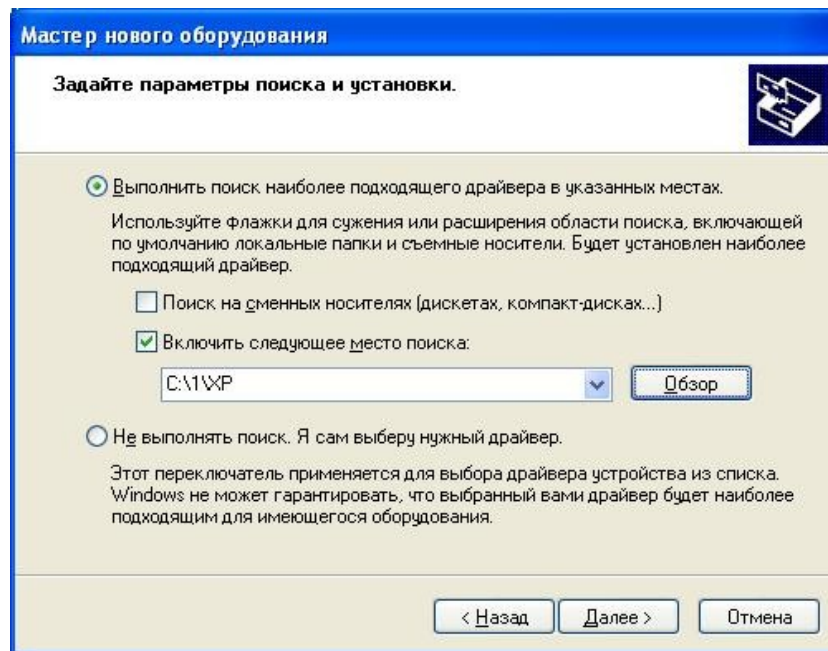 Мастер нового оборудования
Задайте параметры поиска и установки.
Выполнить поиск наиболее подходящего драйвера в указанных местах.
Используйте флажки для сужения или расширения области поиска, включающей
по умолчанию локальные папки и съемные носители. Будет установлен наиболее
подходящий драйвер.
Поиск на сменных носителях (дискетах, компакт-дисках...)
Включить следующее место поиска:
C:\1\XP
Обзор
Не выполнять поиск. Я сам выберу нужный драйвер.
Этот переключатель применяется для выбора драйвера устройства из списка.
Windows не может гарантировать, что выбранный вами драйвер будет наиболее
подходящим для имеющегося оборудования.
< Назад Далее > Отмена